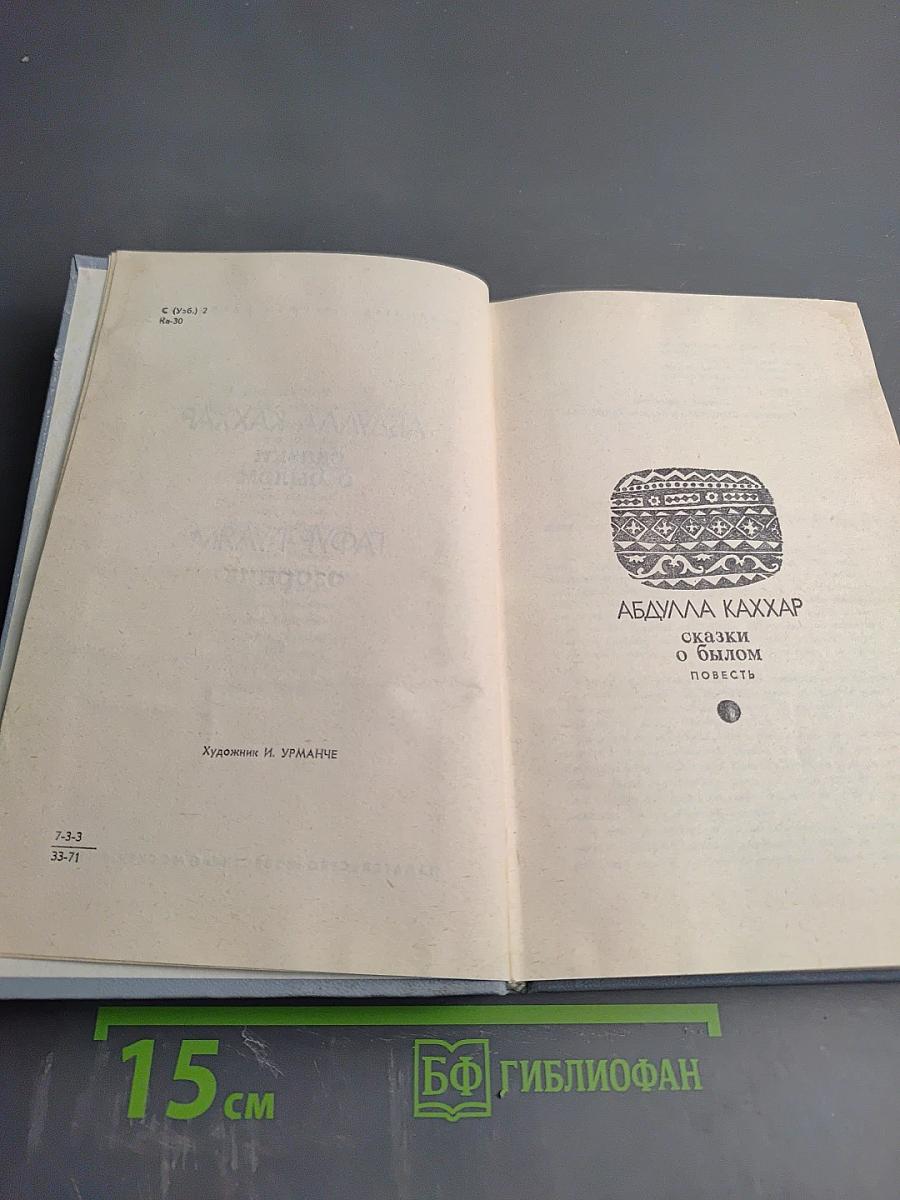 С (Узб.) 2
Ка-30
Художник И. УРМАНЧЕ
7-3-3
33-71
АБДУЛЛА КАХХАР
сказки
о былом
ПОВЕСТЬ
15 см
БФ ГИБЛИОФАН